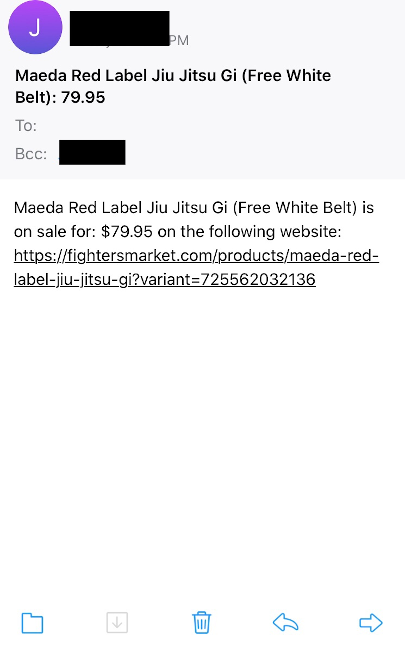 J
PM
Maeda Red Label Jiu Jitsu Gi (Free White
Belt): 79.95
To:
Bcc:
Maeda Red Label Jiu Jitsu Gi (Free White Belt) is
on sale for: $79.95 on the following website:
https://fightersmarket.com/products/maeda-red-
label-jiu-jitsu-gi?variant=725562032136